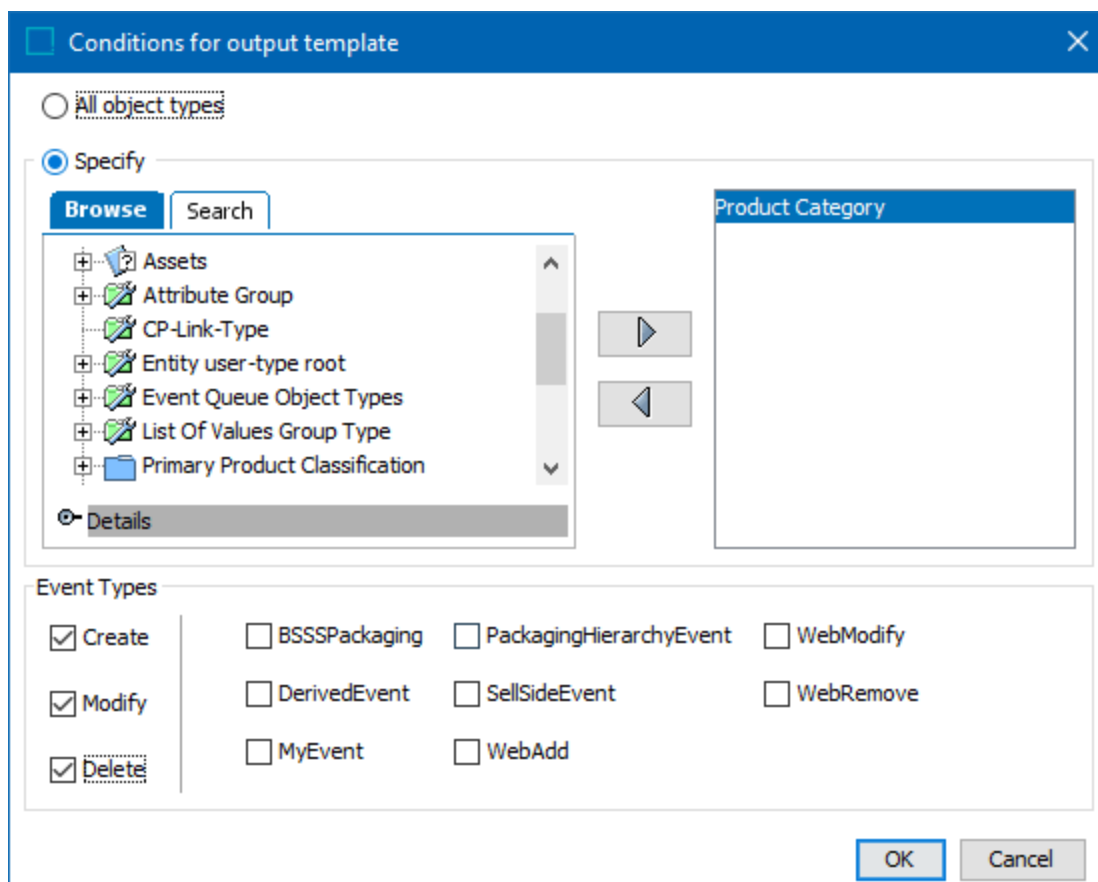 Conditions for output template
All object types
Specify
Browse
Search
Product Category
Assets
Attribute Group
CP-Link-Type
Entity user-type root
Event Queue Object Types
List Of Values Group Type
Primary Product Classification
Details
Event Types
Create
BSSSPackaging
PackagingHierarchyEvent
WebModify
Modify
DerivedEvent
SellSideEvent
WebRemove
Delete
MyEvent
WebAdd
OK
Cancel